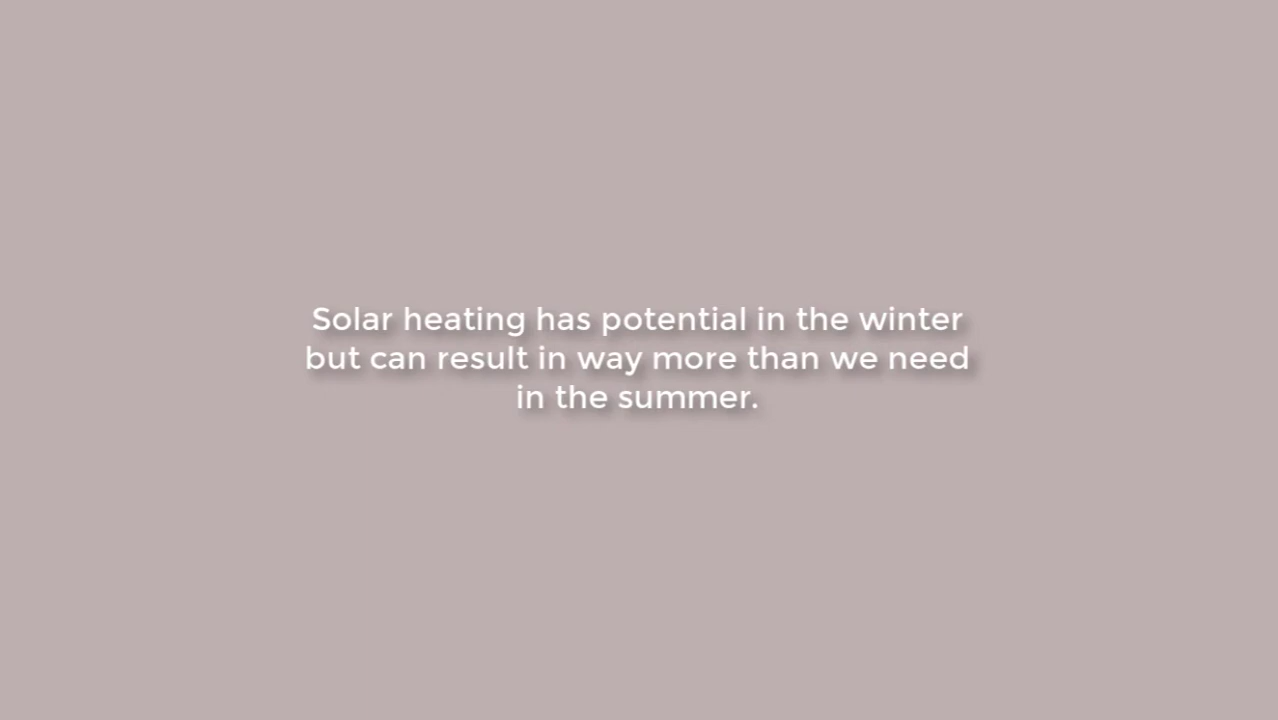 Solar heating has potential in the winter
but can result in way more than we need
in the summer.